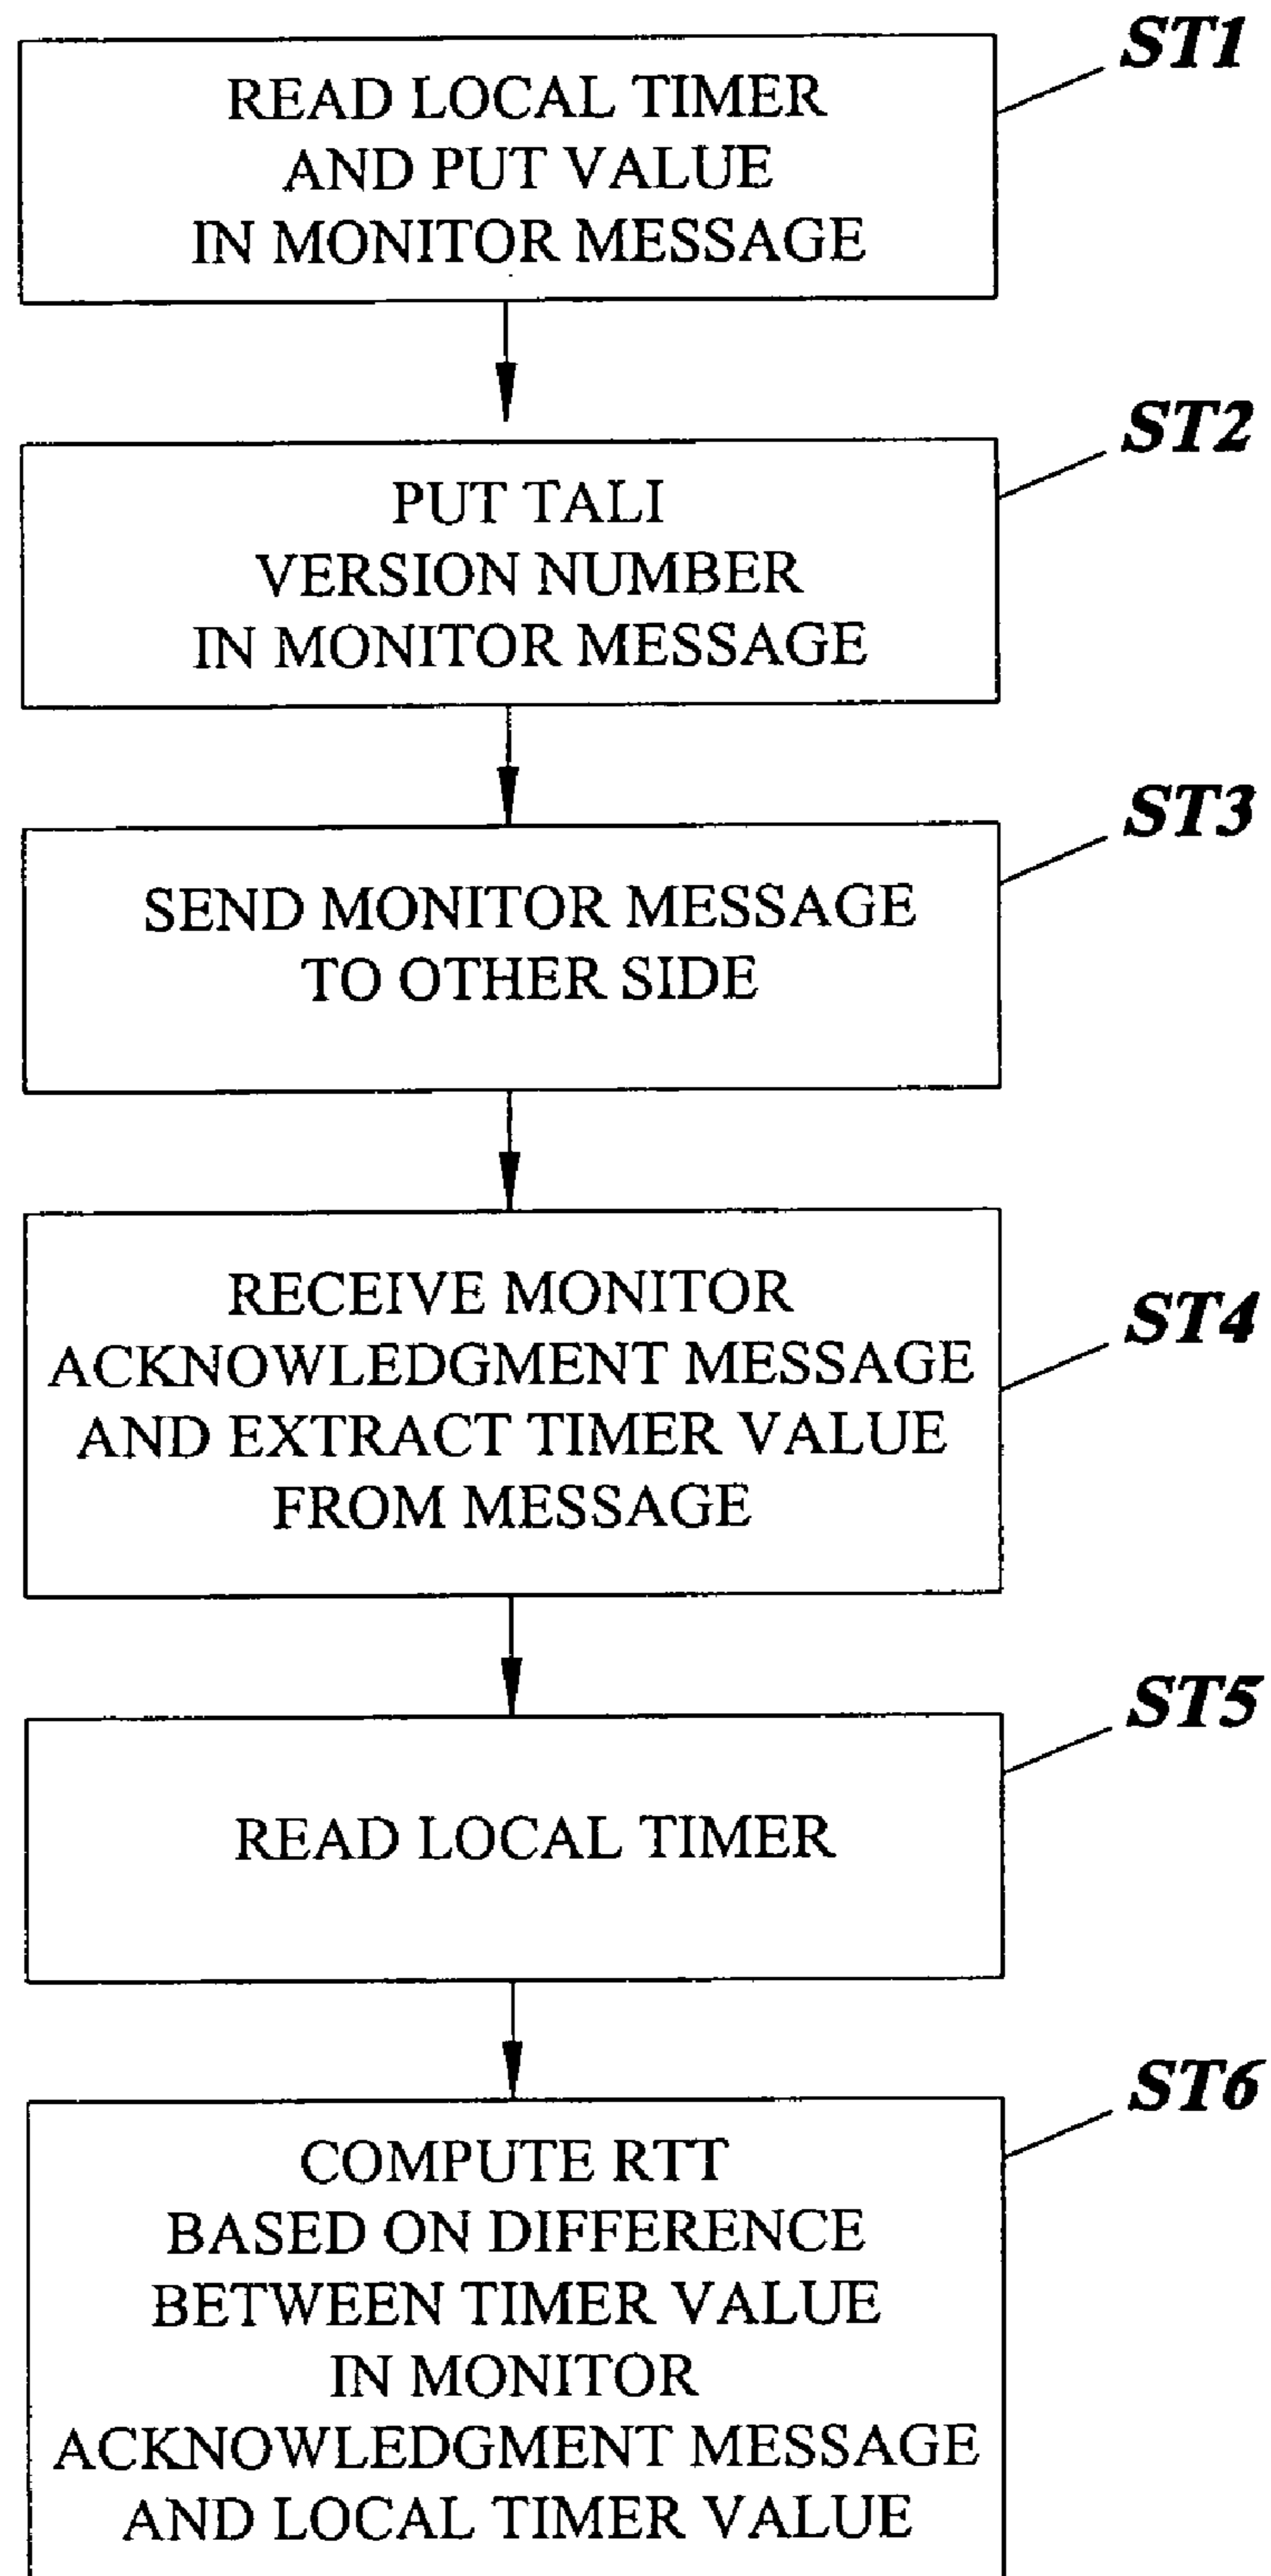 ST1
READ LOCAL TIMER
AND PUT VALUE
IN MONITOR MESSAGE
ST2
PUT TALI
VERSION NUMBER
IN MONITOR MESSAGE
ST3
SEND MONITOR MESSAGE
TO OTHER SIDE
ST4
RECEIVE MONITOR
ACKNOWLEDGMENT MESSAGE
AND EXTRACT TIMER VALUE
FROM MESSAGE
ST5
READ LOCAL TIMER
ST6
COMPUTE RTT
BASED ON DIFFERENCE
BETWEEN TIMER VALUE
IN MONITOR
ACKNOWLEDGMENT MESSAGE
AND LOCAL TIMER VALUE